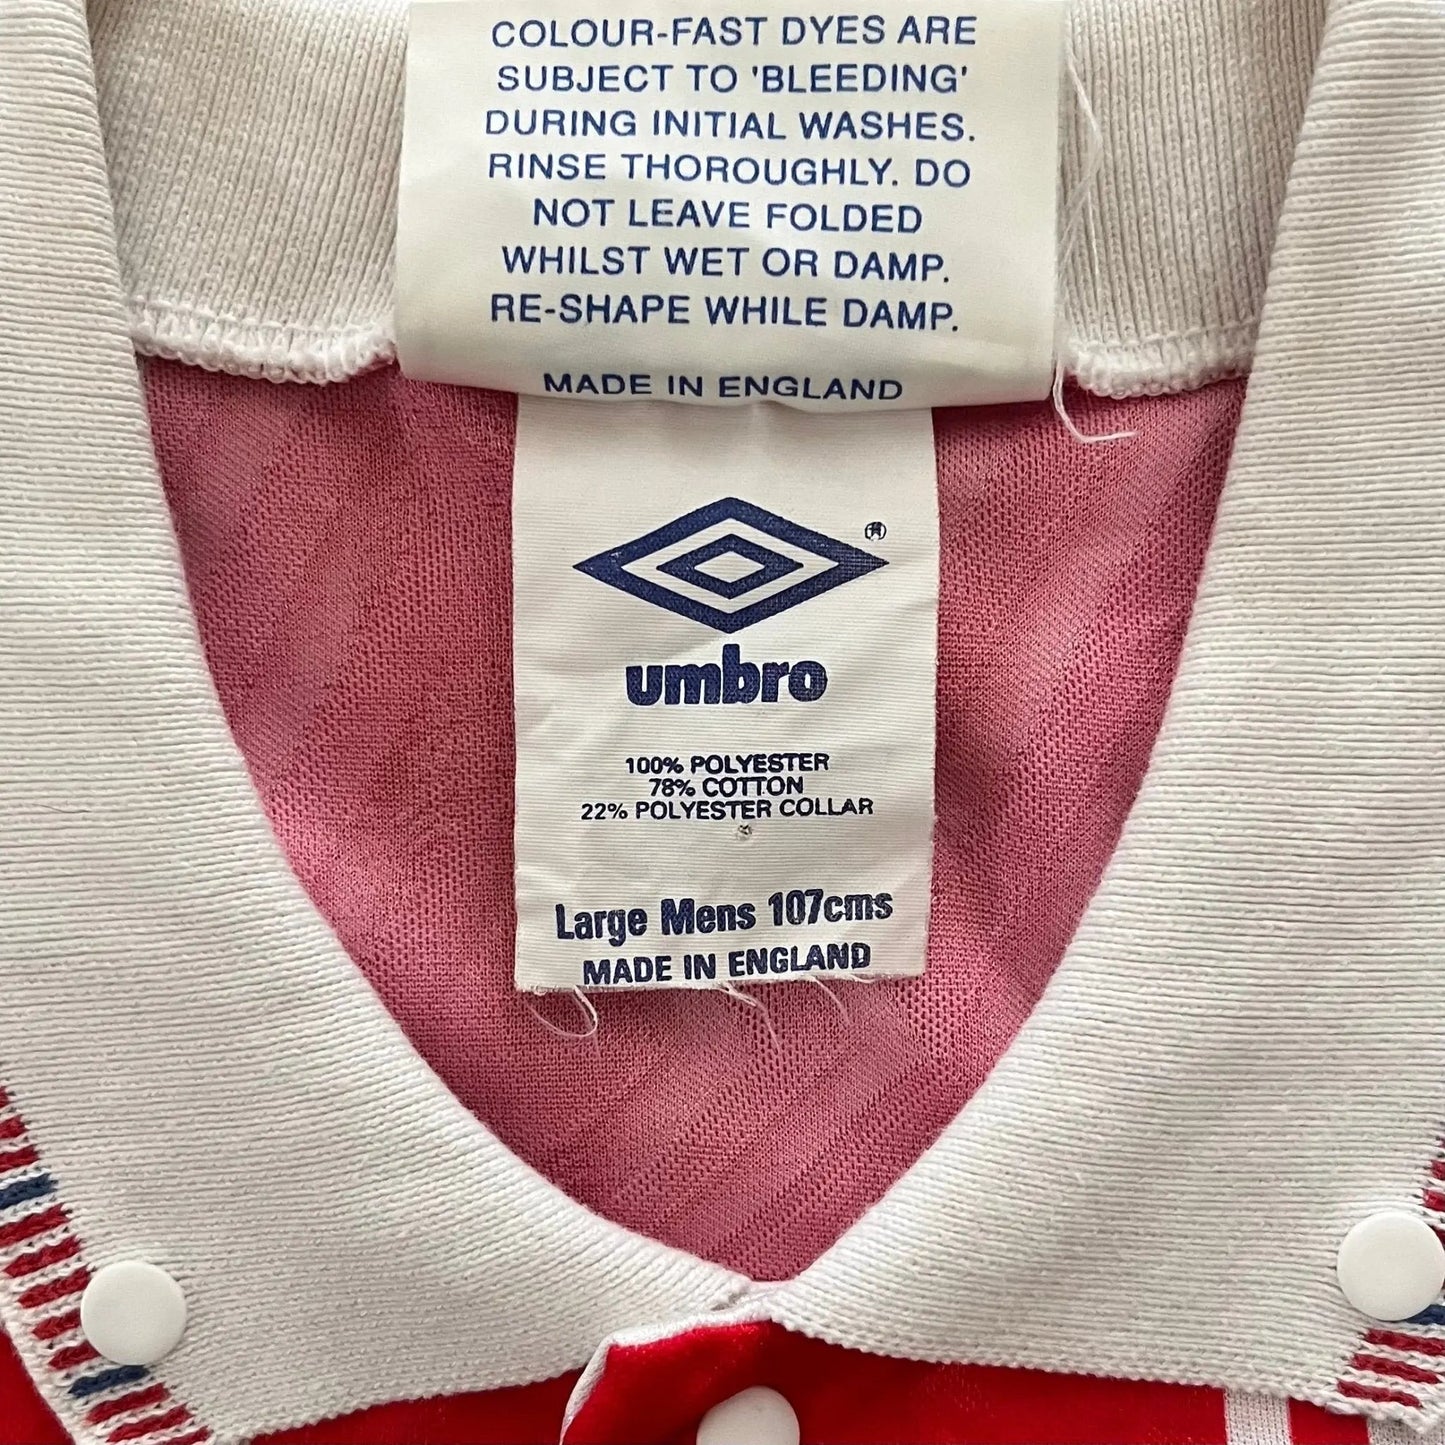 COLOUR-FAST DYES ARE
SUBJECT TO 'BLEEDING'
DURING INITIAL WASHES.
RINSE THOROUGHLY. DO
NOT LEAVE FOLDED
WHILST WET OR DAMP.
RE-SHAPE WHILE DAMP.
MADE IN ENGLAND
®
umbro
100% POLYESTER
78% COTTON
22% POLYESTER COLLAR
Large Mens 107cms
MADE IN ENGLAND